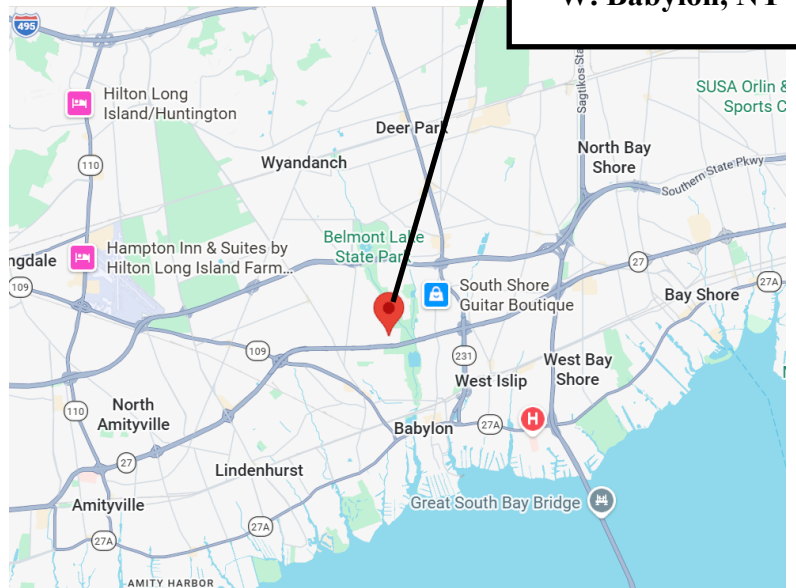 W. Babylon, NY
495
Hilton Long
Island/Huntington
SUSA Orlin &
Sports C
Sagtikos Sta
Deer Park
110
Wyandanch
North Bay
Shore
Southern State Pkwy
Belmont Lake
State Park
ngdale
Hampton Inn & Suites by
Hilton Long Island Farm...
109
27
South Shore
Guitar Boutique
27A
Bay Shore
109
231
West Islip
West Bay
Shore
110
North
Amityville
Babylon
27A
H
27
Lindenhurst
Amityville
Great South Bay Bridge
27A
27A
AMITY HARBOR